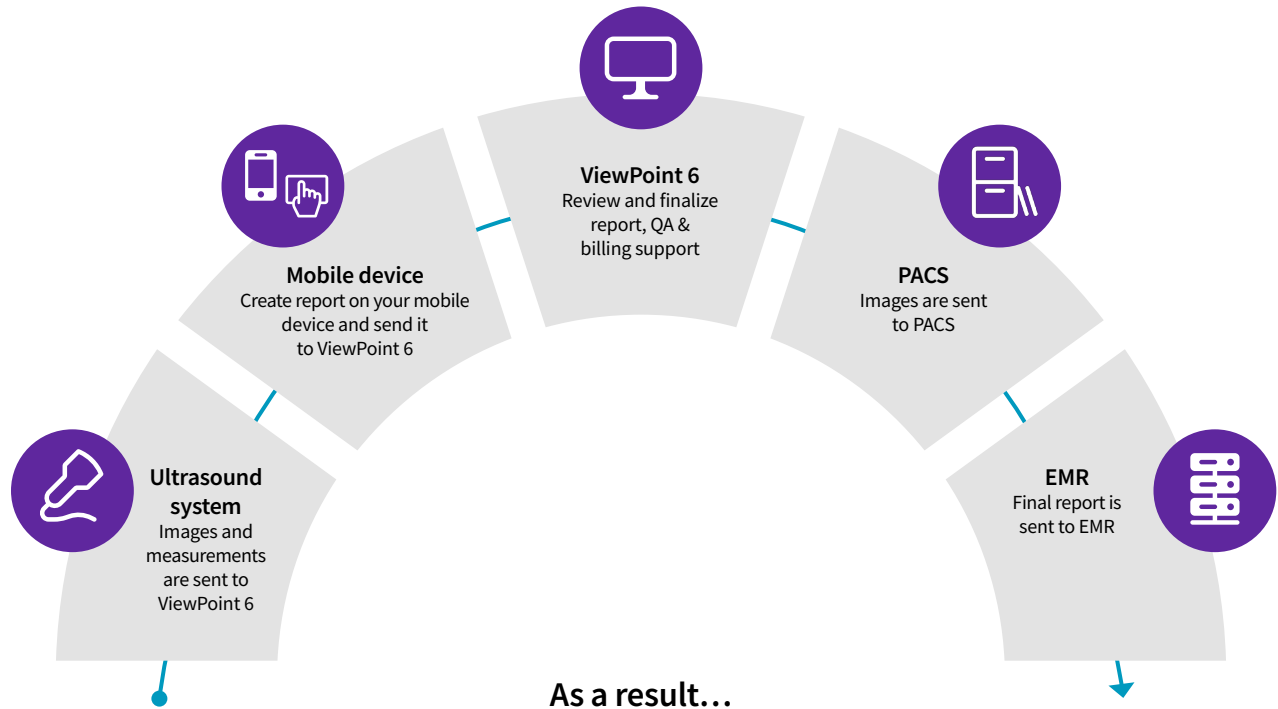 Ultrasound
system
Images and
measurements
are sent to
ViewPoint 6
Mobile device
Create report on your mobile
device and send it
to ViewPoint 6
ViewPoint 6
Review and finalize
report, QA &
billing support
PACS
Images are sent
to PACS
EMR
Final report is
sent to EMR
As a result…